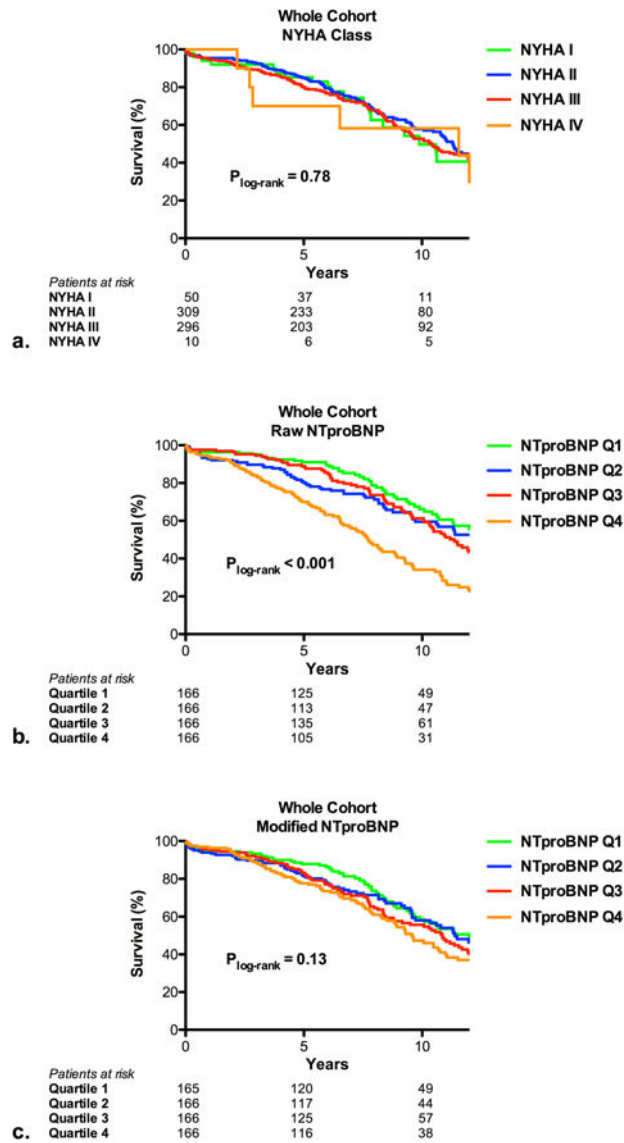 Whole Cohort
NYHA Class
NYHA I
NYHA II
NYHA III
NYHA IV
Survival (%)
100
80
60
40
20
0
P log-rank = 0.78
0 5 10
Years
Patients at risk
NYHA I 50 37 11
NYHA II 309 233 80
NYHA III 296 203 92
NYHA IV 10 6 5
a.
Whole Cohort
Raw NTproBNP
NTproBNP Q1
NTproBNP Q2
NTproBNP Q3
NTproBNP Q4
Survival (%)
100
80
60
40
20
0
P log-rank < 0.001
0 5 10
Years
Patients at risk
Quartile 1 166 125 49
Quartile 2 166 113 47
Quartile 3 166 135 61
Quartile 4 166 105 31
b.
Whole Cohort
Modified NTproBNP
NTproBNP Q1
NTproBNP Q2
NTproBNP Q3
NTproBNP Q4
Survival (%)
100
80
60
40
20
0
P log-rank = 0.13
0 5 10
Years
Patients at risk
Quartile 1 165 120 49
Quartile 2 166 117 44
Quartile 3 166 125 57
Quartile 4 166 116 38
c.